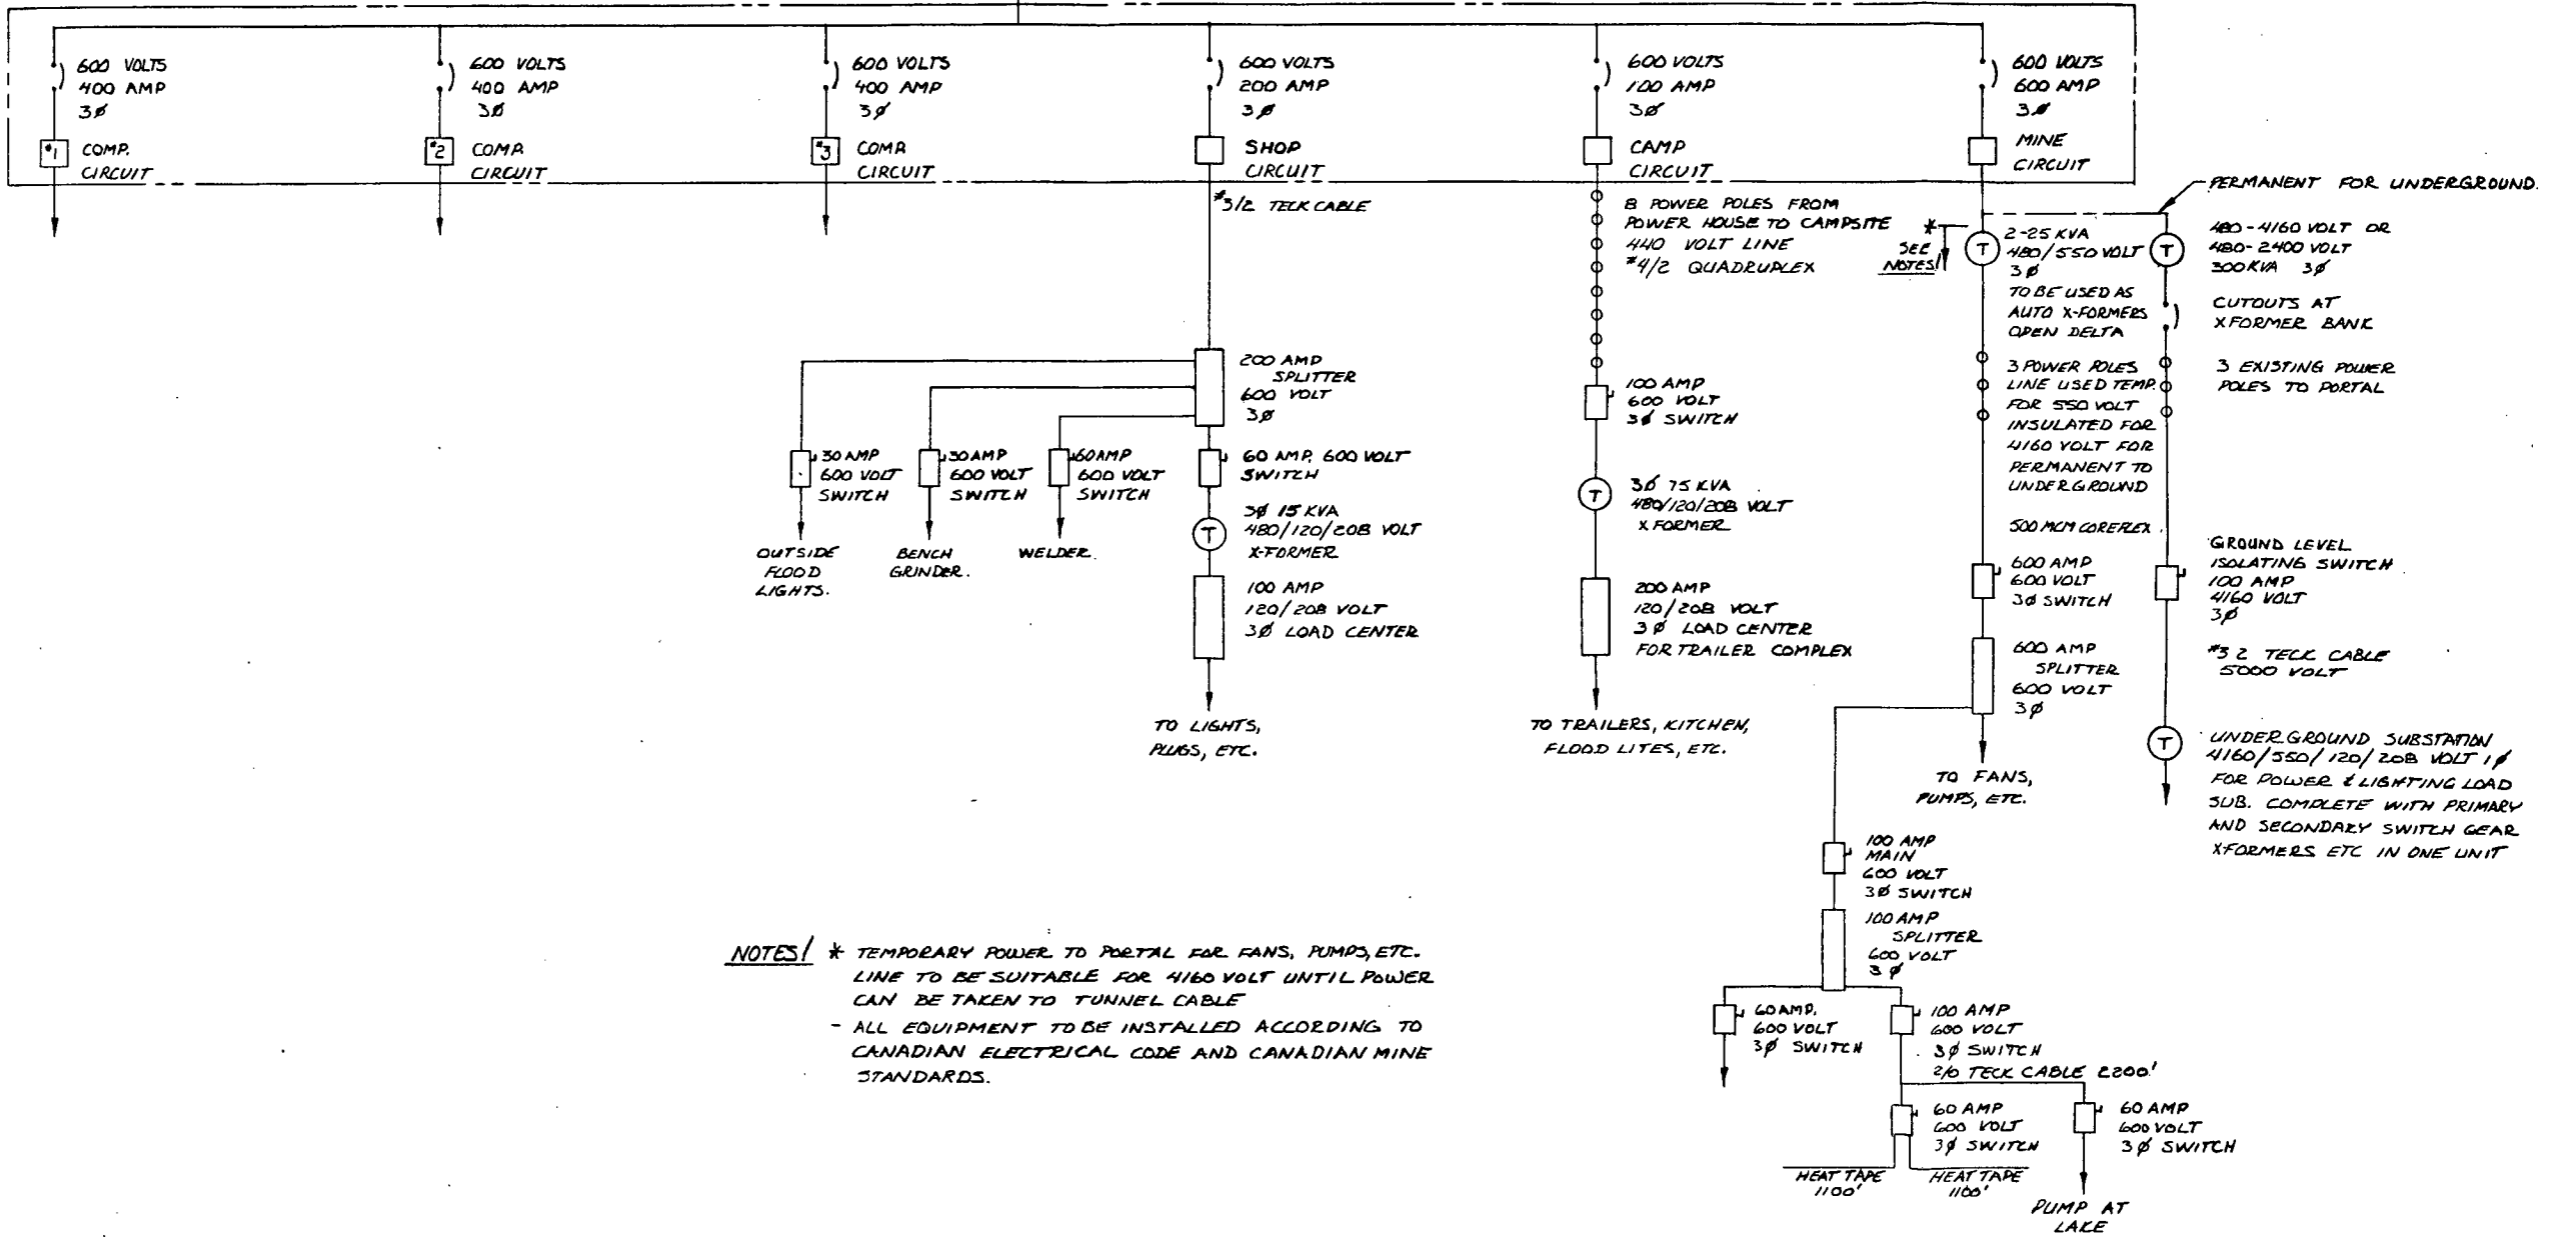 600 VOLTS
400 AMP
3Ø
#1
COMP.
CIRCUIT
600 VOLTS
400 AMP
3Ø
#2
COMP.
CIRCUIT
600 VOLTS
400 AMP
3Ø
#3
COMP.
CIRCUIT
600 VOLTS
200 AMP
3Ø
SHOP
CIRCUIT
600 VOLTS
100 AMP
3Ø
CAMP
CIRCUIT
600 VOLTS
600 AMP
3Ø
MINE
CIRCUIT
PERMANENT FOR UNDERGROUND.
#3/2 TECK CABLE
200 AMP
SPLITTER
600 VOLT
3Ø
30 AMP
600 VOLT
SWITCH
OUTSIDE
FLOOD
LIGHTS.
30 AMP
600 VOLT
SWITCH
BENCH
GRINDER.
60 AMP
600 VOLT
SWITCH
WELDER.
60 AMP, 600 VOLT
SWITCH
T
3Ø 15 KVA
480/120/208 VOLT
X-FORMER
100 AMP
120/208 VOLT
3Ø LOAD CENTER
TO LIGHTS,
PLUGS, ETC.
8 POWER POLES FROM
POWER HOUSE TO CAMPSITE
440 VOLT LINE
#4/2 QUADRUPLEX
100 AMP
600 VOLT
3Ø SWITCH
T
3Ø 75 KVA
480/120/208 VOLT
X FORMER
200 AMP
120/208 VOLT
3Ø LOAD CENTER
FOR TRAILER COMPLEX
TO TRAILERS, KITCHEN,
FLOOD LITES, ETC.
*
SEE
NOTES!
T
2-25 KVA
480/550 VOLT
3Ø
TO BE USED AS
AUTO X-FORMERS
OPEN DELTA
3 POWER POLES
LINE USED TEMP.
FOR 550 VOLT
INSULATED FOR
4160 VOLT FOR
PERMANENT TO
UNDERGROUND
500 MCM COREFLEX
600 AMP
600 VOLT
3Ø SWITCH
600 AMP
SPLITTER
600 VOLT
3Ø
TO FANS,
PUMPS, ETC.
100 AMP
MAIN
600 VOLT
3Ø SWITCH
100 AMP
SPLITTER
600 VOLT
3Ø
60 AMP.
600 VOLT
3Ø SWITCH
100 AMP
600 VOLT
3Ø SWITCH
2/0 TECK CABLE 2200'
60 AMP
600 VOLT
3Ø SWITCH
HEAT TAPE
1100'
HEAT TAPE
1100'
60 AMP
600 VOLT
3Ø SWITCH
PUMP AT
LAKE
T
480-4160 VOLT OR
480-2400 VOLT
300 KVA 3Ø
CUTOUTS AT
XFORMER BANK
3 EXISTING POWER
POLES TO PORTAL
GROUND LEVEL
ISOLATING SWITCH
100 AMP
4160 VOLT
3Ø
#3 2 TECK CABLE
5000 VOLT
T
UNDERGROUND SUBSTATION
4160/550/120/208 VOLT 1Ø
FOR POWER & LIGHTING LOAD
SUB. COMPLETE WITH PRIMARY
AND SECONDARY SWITCH GEAR
XFORMERS ETC IN ONE UNIT
NOTES! * TEMPORARY POWER TO PORTAL FOR FANS, PUMPS, ETC.
LINE TO BE SUITABLE FOR 4160 VOLT UNTIL POWER
CAN BE TAKEN TO TUNNEL CABLE
- ALL EQUIPMENT TO BE INSTALLED ACCORDING TO
CANADIAN ELECTRICAL CODE AND CANADIAN MINE
STANDARDS.